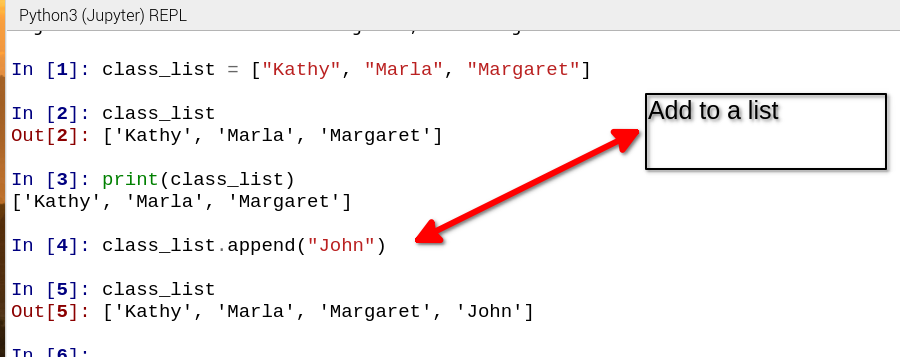 Python3 (Jupyter) REPL
In [1]: class_list = ["Kathy", "Marla", "Margaret"]
In [2]: class_list
Out[2]: ['Kathy', 'Marla', 'Margaret']
Add to a list
In [3]: print(class_list)
['Kathy', 'Marla', 'Margaret']
In [4]: class_list.append("John")
In [5]: class_list
Out[5]: ['Kathy', 'Marla', 'Margaret', 'John']
In [6]: